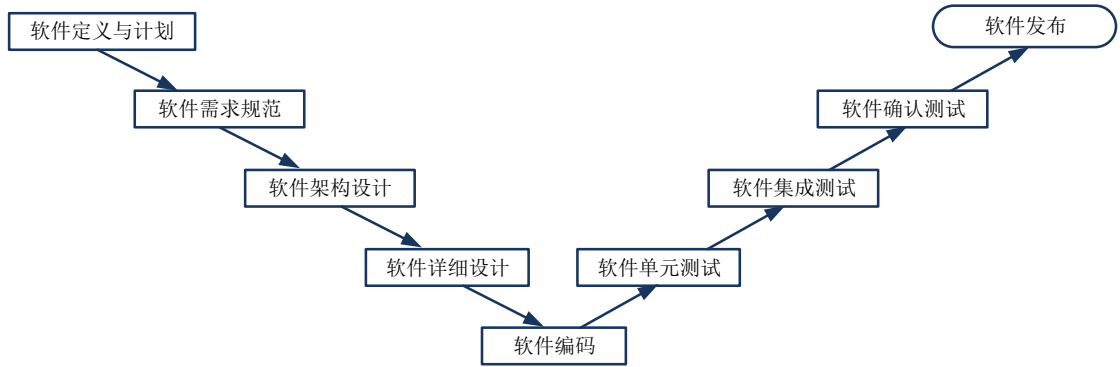 软件定义与计划
软件发布
软件需求规范
软件确认测试
软件架构设计
软件集成测试
软件详细设计
软件单元测试
软件编码